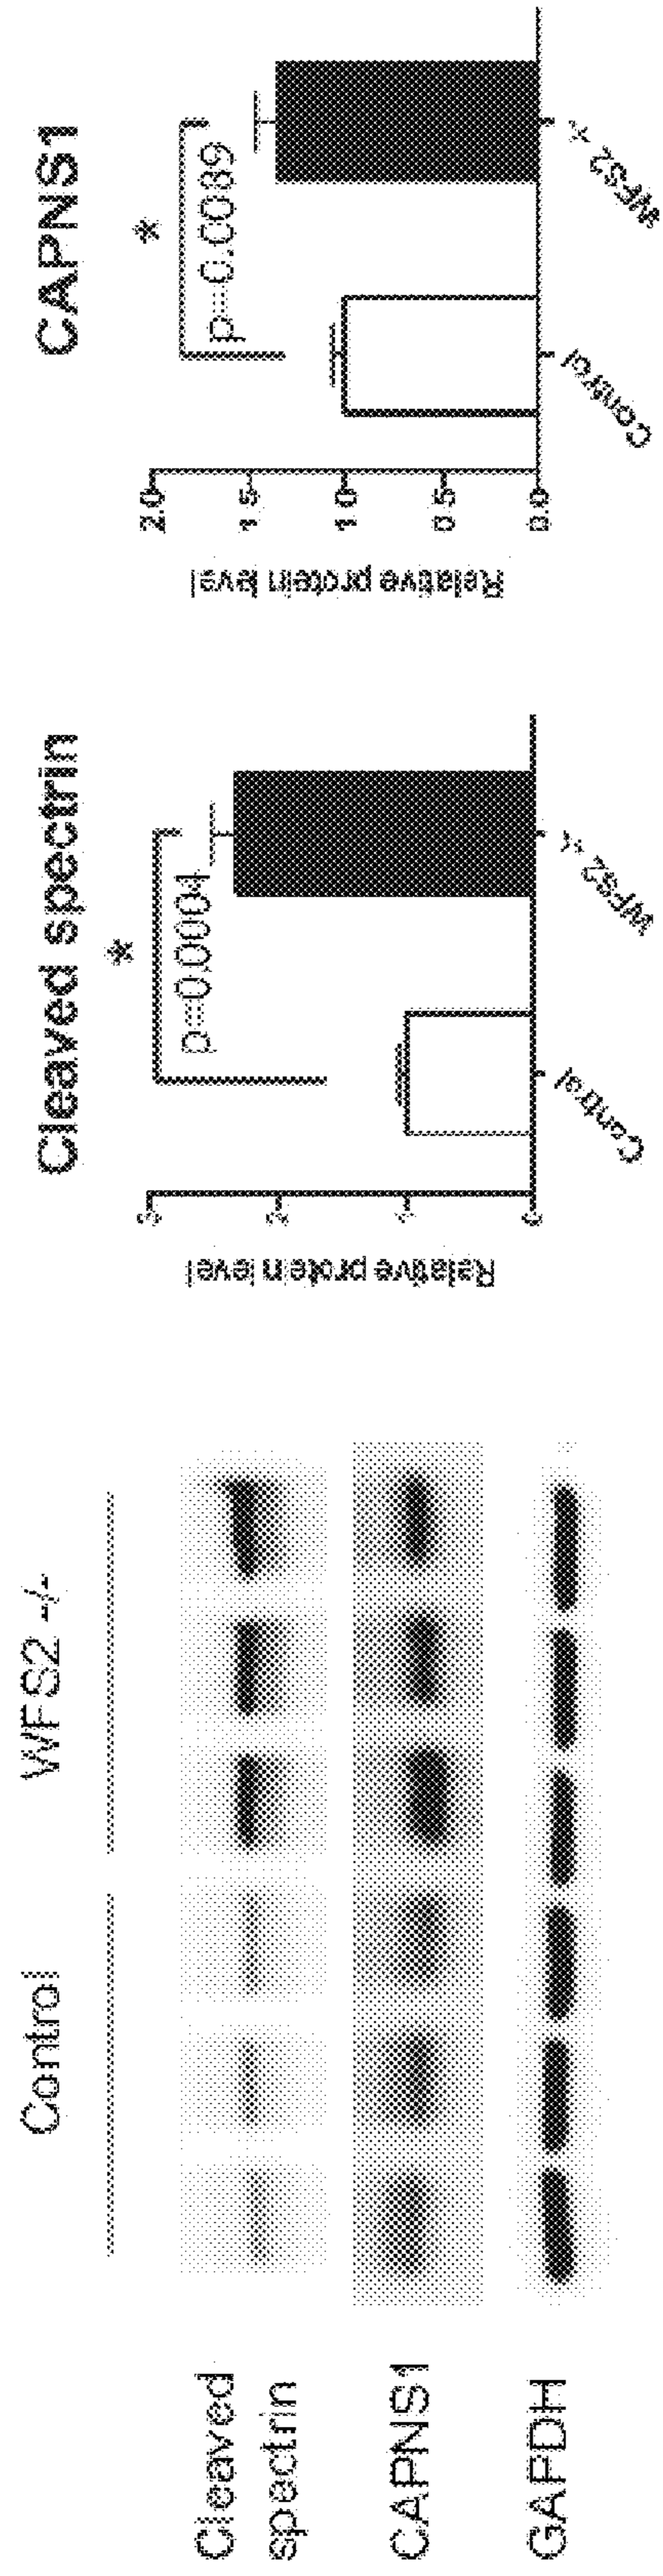 Control
WFS2 -/-
Cleaved
spectrin
CAPNS1
GAPDH
Cleaved spectrin
*
p=0.0004
Relative protein level
3
2
1
0
Control
WFS2 -/-
CAPNS1
*
p=0.0089
Relative protein level
2.0
1.5
1.0
0.5
0.0
Control
WFS2 -/-